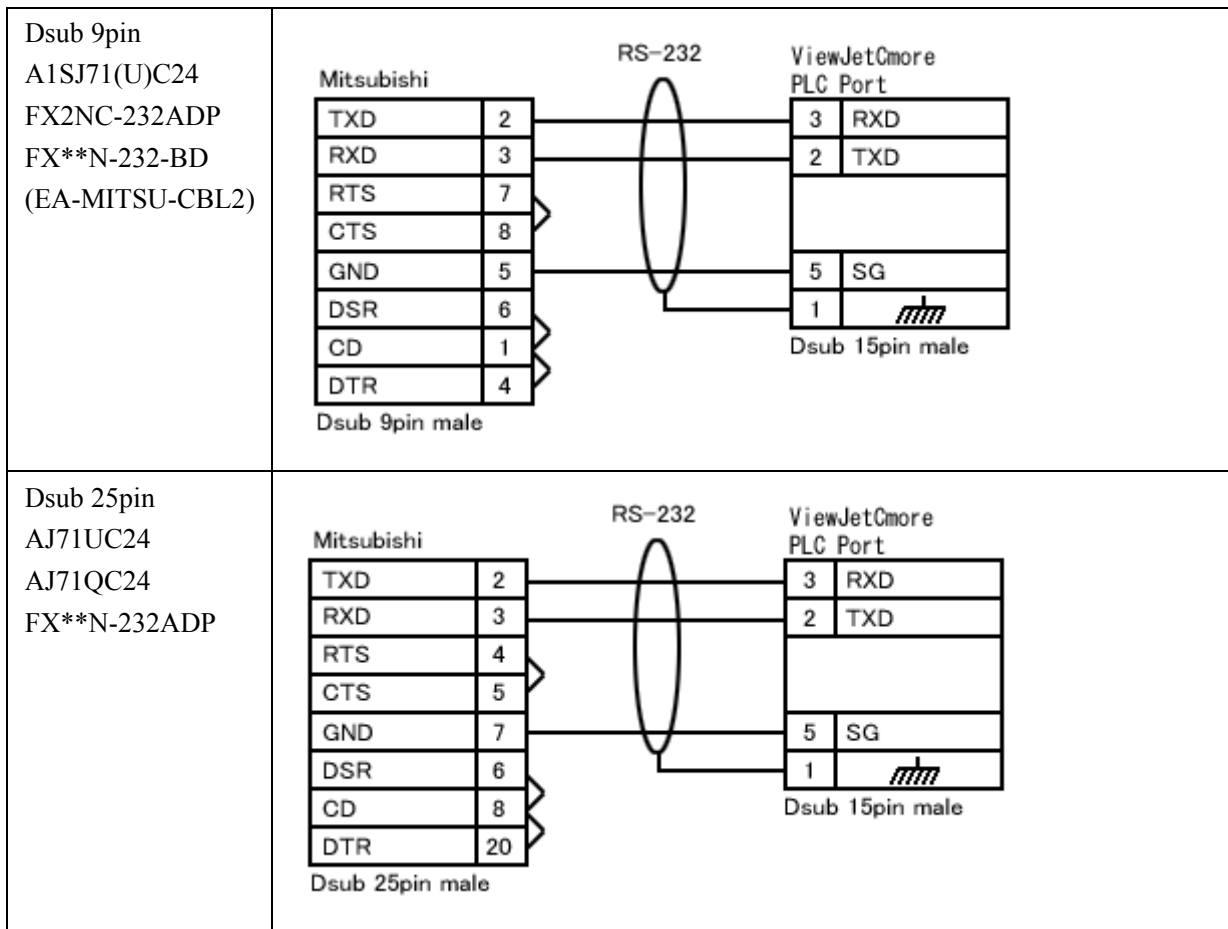 Dsub 9pin
A1SJ71(U)C24
FX2NC-232ADP
FX**N-232-BD
(EA-MITSU-CBL2)
RS-232
Mitsubishi
ViewJetCmore
PLC Port
TXD 2 3 RXD
RXD 3 2 TXD
RTS 7
CTS 8
GND 5 5 SG
DSR 6 1
CD 1
DTR 4
Dsub 15pin male
Dsub 9pin male
Dsub 25pin
AJ71UC24
AJ71QC24
FX**N-232ADP
RS-232
Mitsubishi
ViewJetCmore
PLC Port
TXD 2 3 RXD
RXD 3 2 TXD
RTS 4
CTS 5
GND 7 5 SG
DSR 6 1
CD 8
DTR 20
Dsub 15pin male
Dsub 25pin male